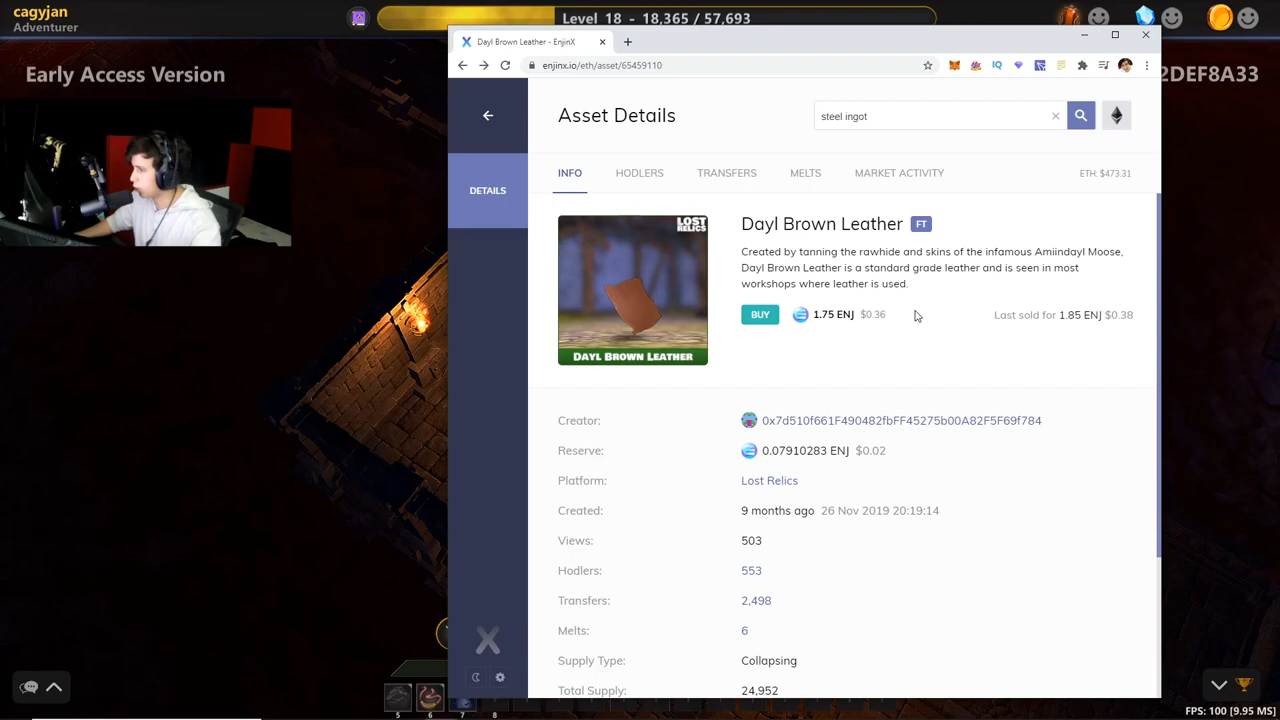 cagyjan
Adventurer
Level 18 - 18,365 / 57,693
Early Access Version
2DEF8A33
Dayl Brown Leather - EnjinX
enjinx.io/eth/asset/65459110
IQ
Asset Details
steel ingot
DETAILS
INFO
HODLERS
TRANSFERS
MELTS
MARKET ACTIVITY
ETH: $473.31
LOST
RELICS
DAYL BROWN LEATHER
Dayl Brown Leather FT
Created by tanning the rawhide and skins of the infamous Amiindayl Moose,
Dayl Brown Leather is a standard grade leather and is seen in most
workshops where leather is used.
BUY 1.75 ENJ $0.36
Last sold for 1.85 ENJ $0.38
Creator: 0x7d510f661F490482fbFF45275b00A82F5F69f784
Reserve: 0.07910283 ENJ $0.02
Platform: Lost Relics
Created: 9 months ago 26 Nov 2019 20:19:14
Views: 503
Hodlers: 553
Transfers: 2,498
Melts: 6
Supply Type: Collapsing
Total Supply: 24,952
5 6 7 8
FPS: 100 [9.95 MS]